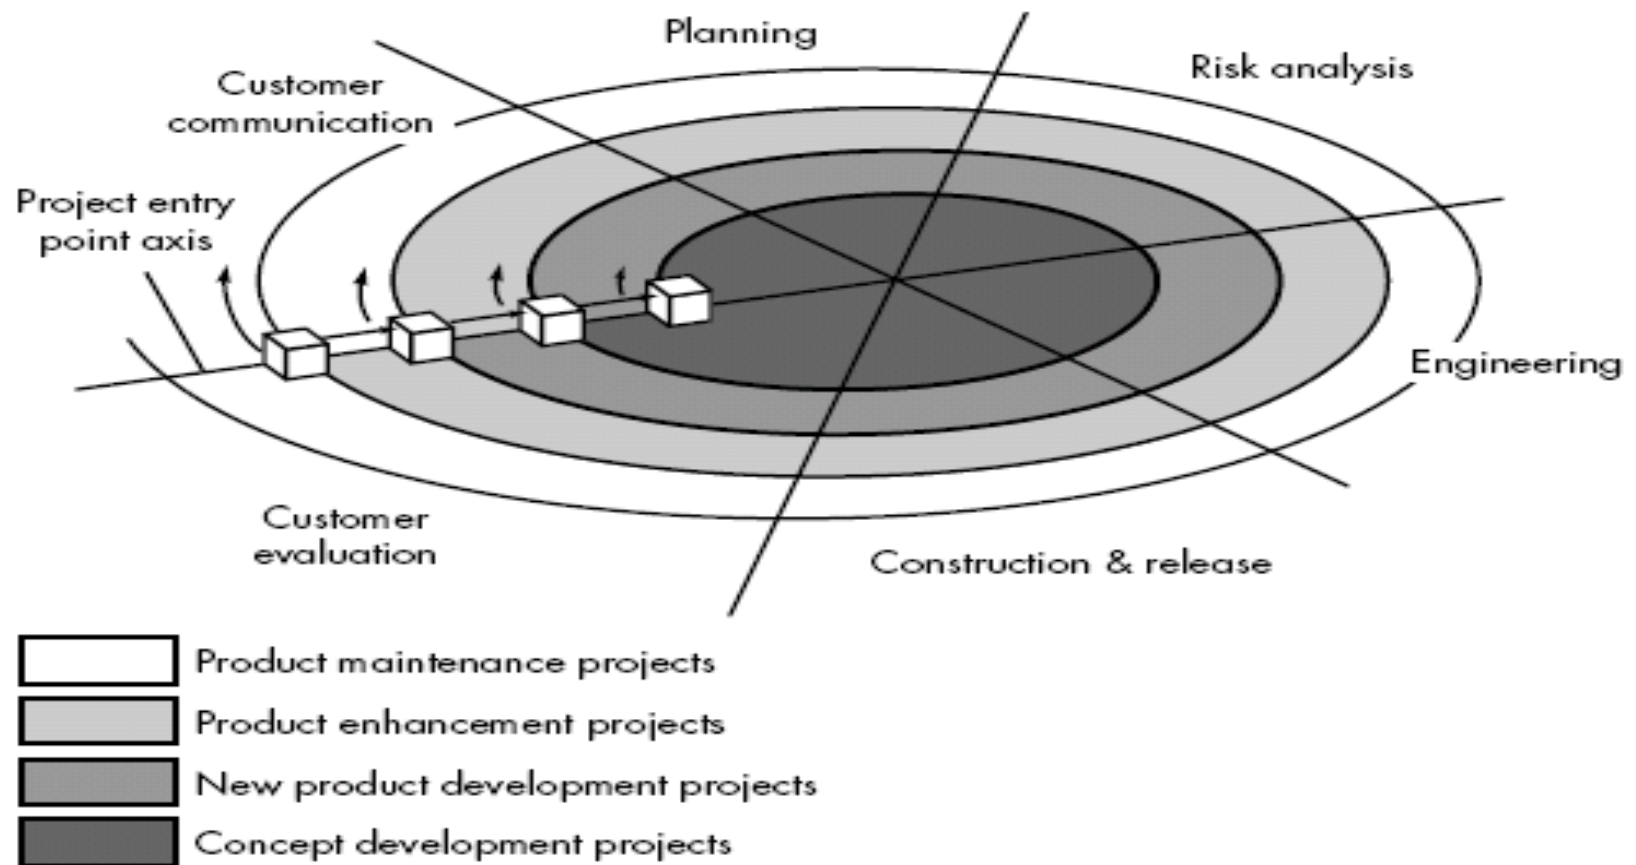 Planning
Risk analysis
Customer
communication
Project entry
point axis
Engineering
Customer
evaluation
Construction & release
Product maintenance projects
Product enhancement projects
New product development projects
Concept development projects